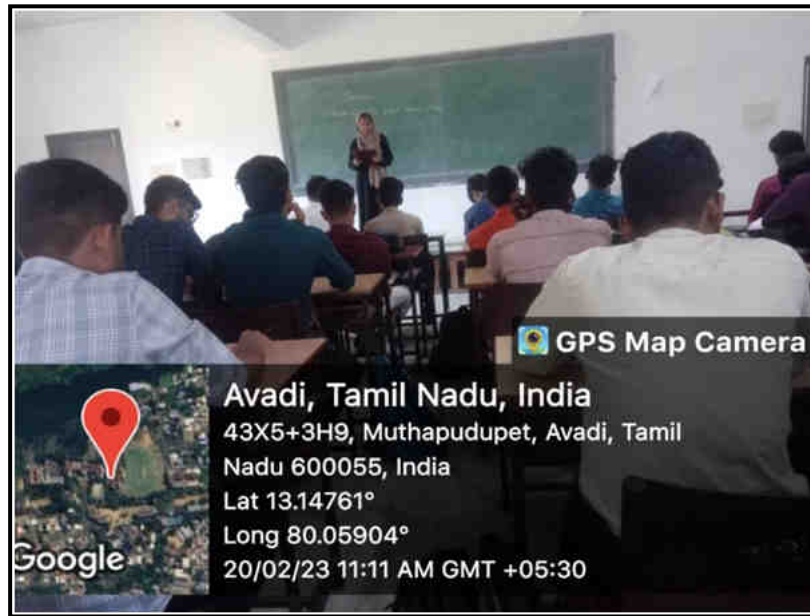 GPS Map Camera
Avadi, Tamil Nadu, India
43X5+3H9, Muthapudupet, Avadi, Tamil
Nadu 600055, India
Lat 13.14761°
Long 80.05904°
20/02/23 11:11 AM GMT +05:30
Google